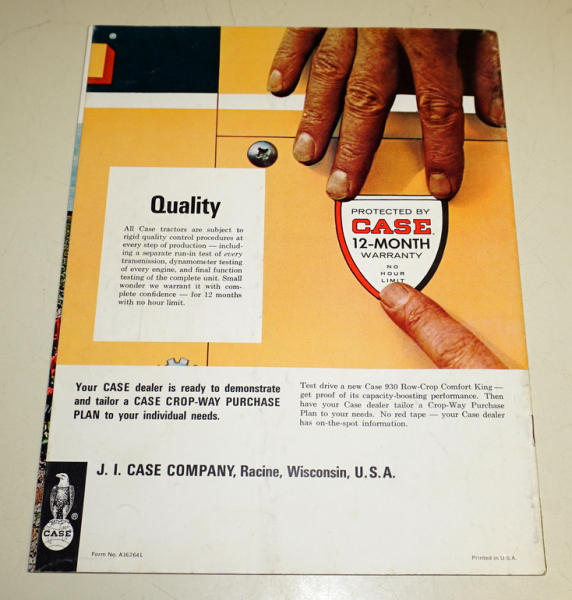 ®
PROTECTED BY
CASE
12-MONTH
WARRANTY
NO
HOUR
LIMIT
Quality
All Case tractors are subject to
rigid quality control procedures at
every step of production — includ-
ing a separate run-in test of every
transmission, dynamometer testing
of every engine, and final function
testing of the complete unit. Small
wonder we warrant it with com-
plete confidence — for 12 months
with no hour limit.
Your CASE dealer is ready to demonstrate
and tailor a CASE CROP-WAY PURCHASE
PLAN to your individual needs.
Test drive a new Case 930 Row-Crop Comfort King —
get proof of its capacity-boosting performance. Then
have your Case dealer tailor a Crop-Way Purchase
Plan to your needs. No red tape — your Case dealer
has on-the-spot information.
J. I. CASE COMPANY, Racine, Wisconsin, U.S.A.
CASE
®
Form No. A36264L
Printed in U.S.A.